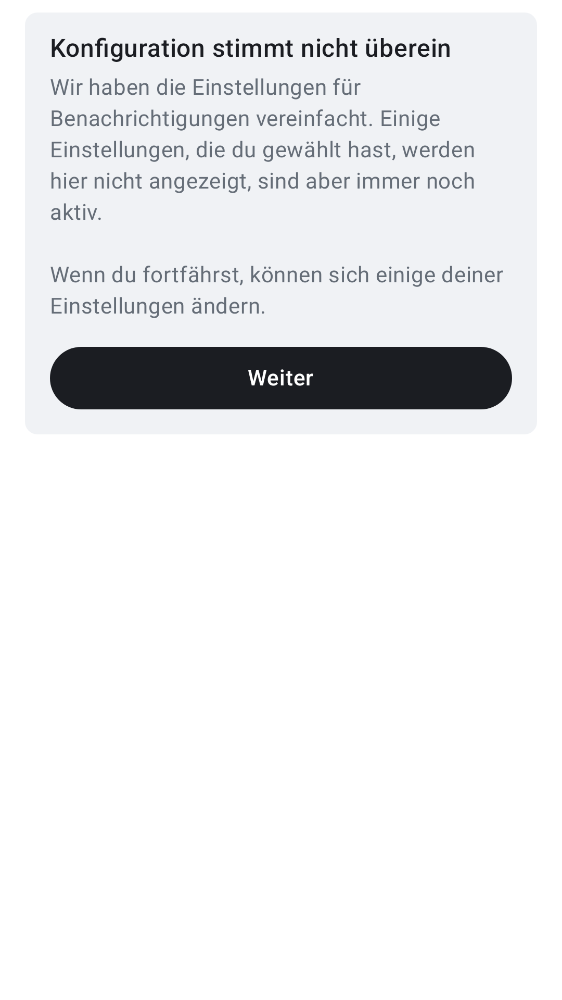 Konfiguration stimmt nicht überein
Wir haben die Einstellungen für
Benachrichtigungen vereinfacht. Einige
Einstellungen, die du gewählt hast, werden
hier nicht angezeigt, sind aber immer noch
aktiv.
Wenn du fortfährst, können sich einige deiner
Einstellungen ändern.
Weiter